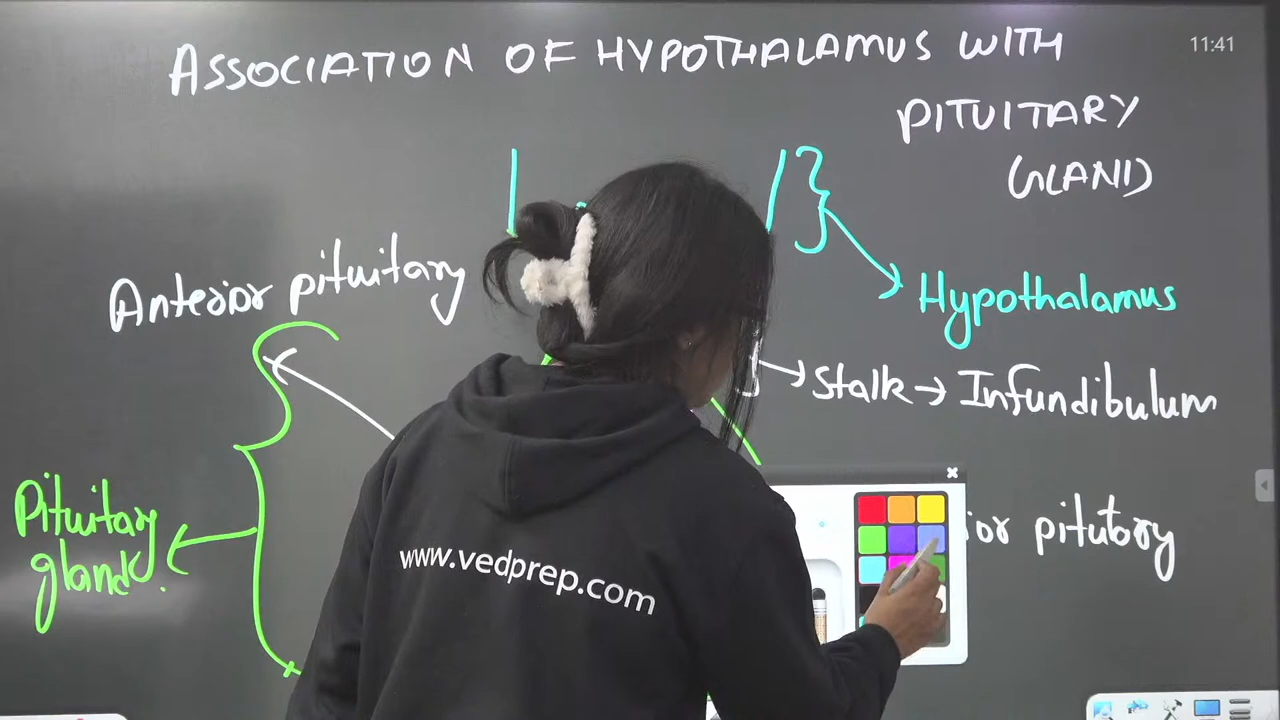 ASSOCIATION OF HYPOTHALAMUS WITH
PITUITARY
GLAND
11:41
Anterior pituitary
Hypothalamus
Stalk → Infundibulum
ior pitutory
Pituitary
gland.
www.vedprep.com